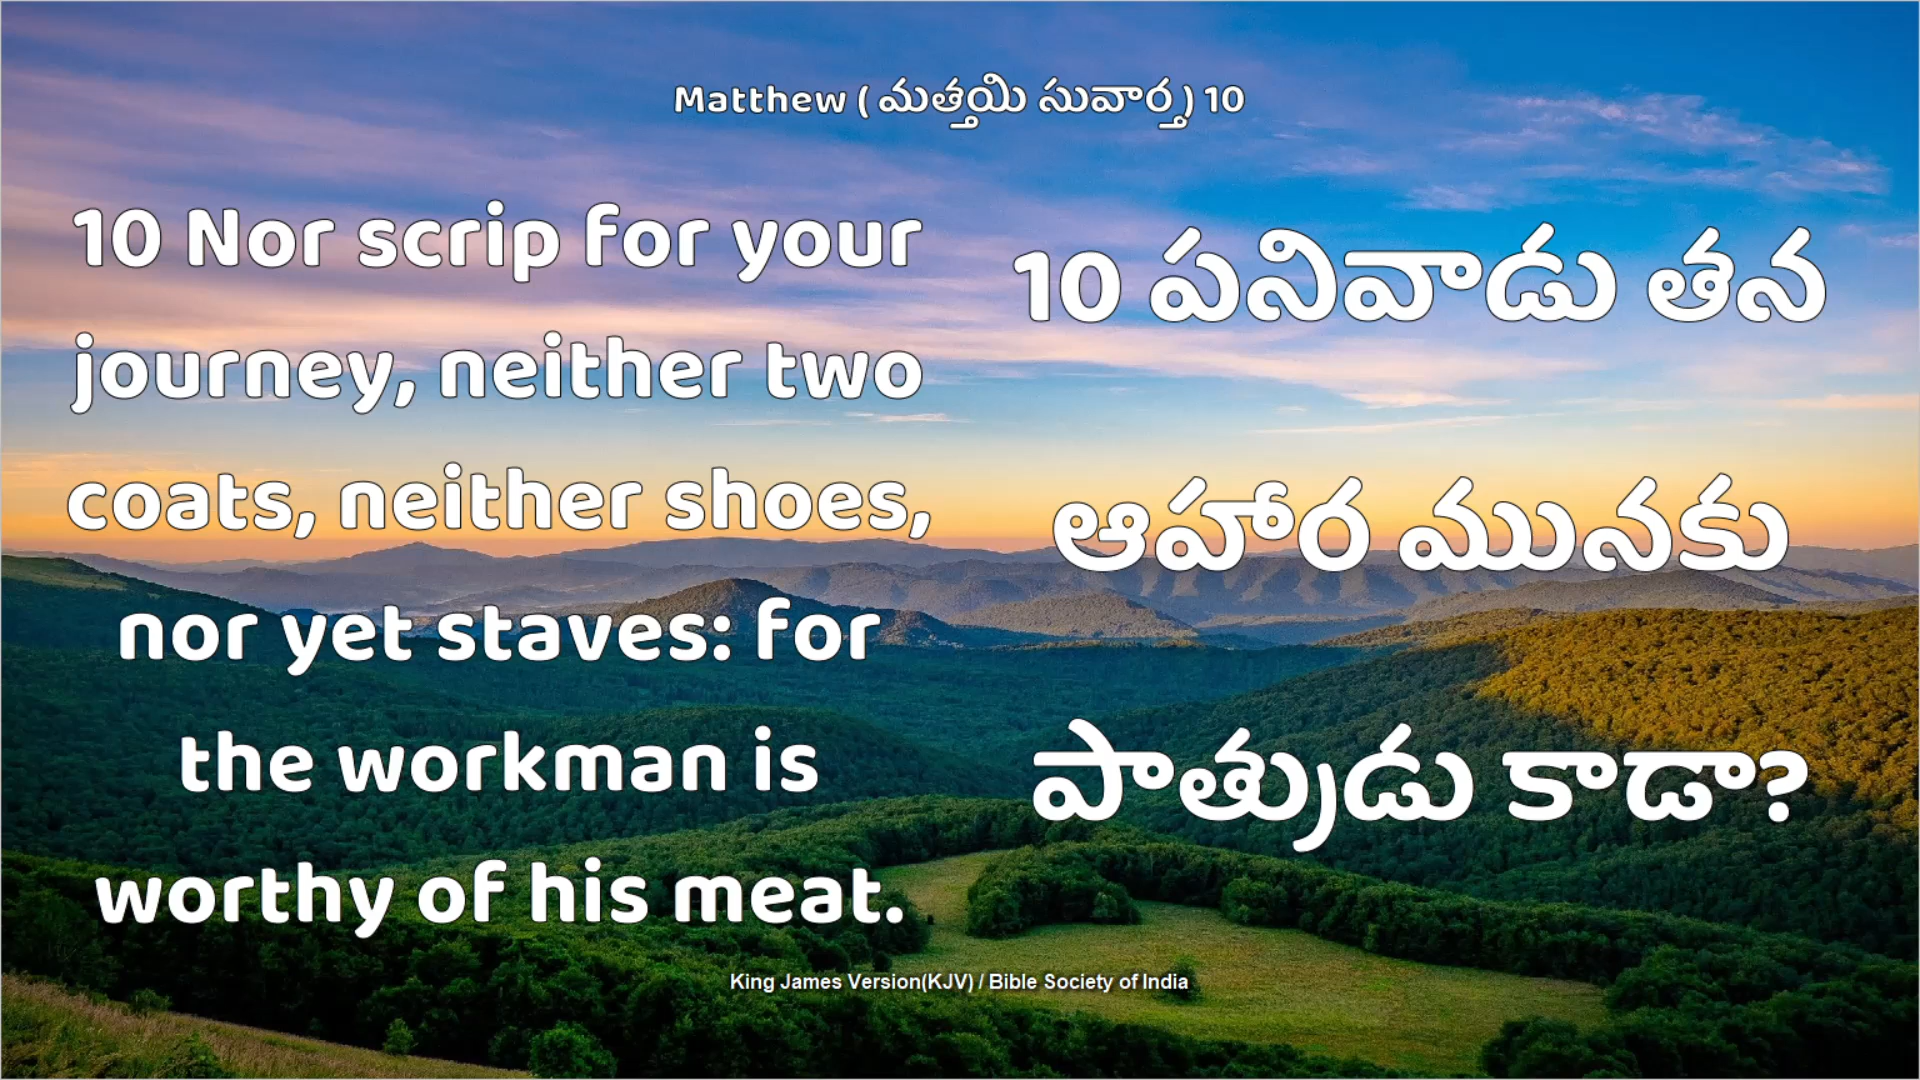 Matthew ( మత్తయి సువార్త ) 10
10 Nor scrip for your
journey, neither two
coats, neither shoes,
nor yet staves: for
the workman is
worthy of his meat.
10 పనివాడు తన
ఆహార మునకు
పాత్రుడు కాడా?
King James Version(KJV) / Bible Society of India